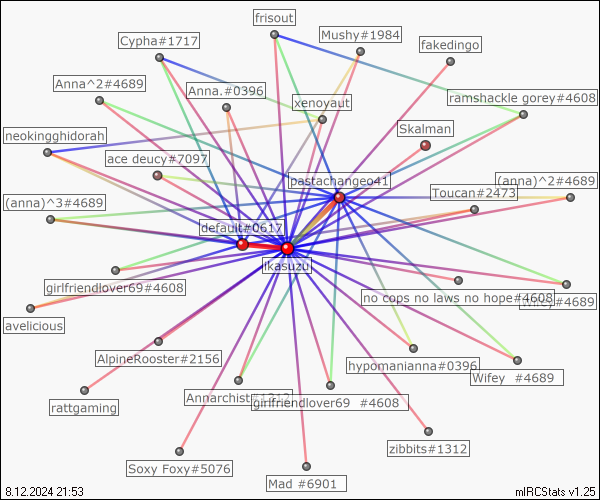 frisout
Mushy#1984
Cypha#1717
fakedingo
Anna^2#4689
Anna.#0396
xenoyaut
ramshackle gorey#4608
Skalman
neokingghidorah
ace deucy#7097
pastachangeo41
(anna)^2#4689
Toucan#2473
(anna)^3#4689
default#0617
ikasuzu
girlfriendlover69#4608
no cops no laws no hope#4608
#4689
avelicious
AlpineRooster#2156
hypomanianna#0396
Wifey #4689
rattgaming
Annarchist#1312
girlfriendlover69 #4608
zibbits#1312
Soxy Foxy#5076
Mad #6901
8.12.2024 21:53
mIRCStats v1.25